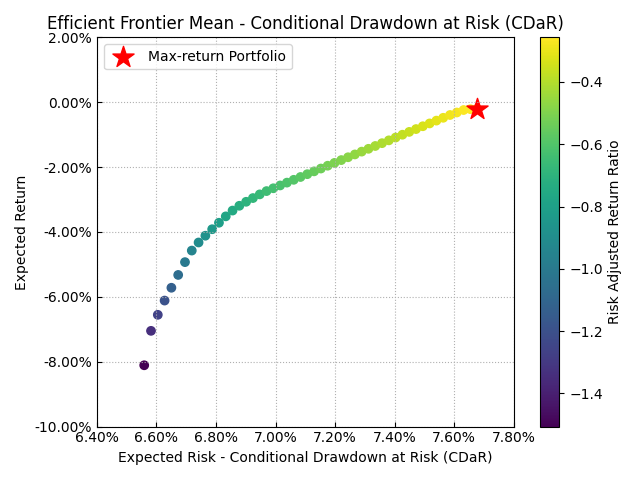 Efficient Frontier Mean - Conditional Drawdown at Risk (CDaR)
Max-return Portfolio
Expected Return
2.00%
0.00%
-2.00%
-4.00%
-6.00%
-8.00%
-10.00%
6.40% 6.60% 6.80% 7.00% 7.20% 7.40% 7.60% 7.80%
Expected Risk - Conditional Drawdown at Risk (CDaR)
−0.4
−0.6
−0.8
−1.0
−1.2
−1.4
Risk Adjusted Return Ratio